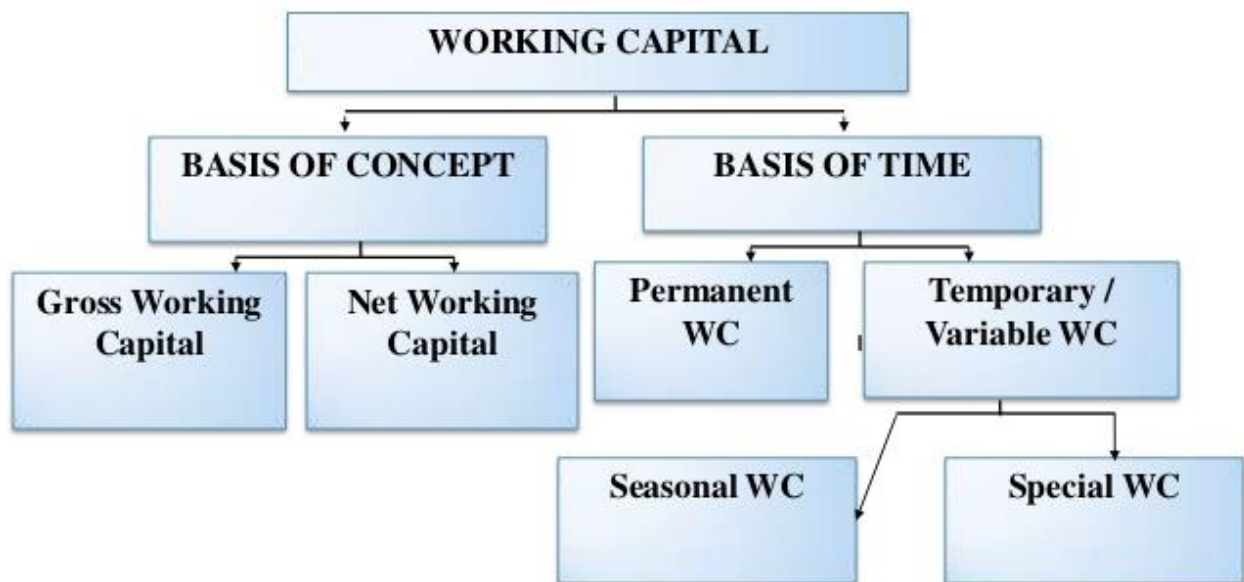 WORKING CAPITAL
BASIS OF CONCEPT
BASIS OF TIME
Gross Working
Capital
Net Working
Capital
Permanent
WC
Temporary /
Variable WC
Seasonal WC
Special WC